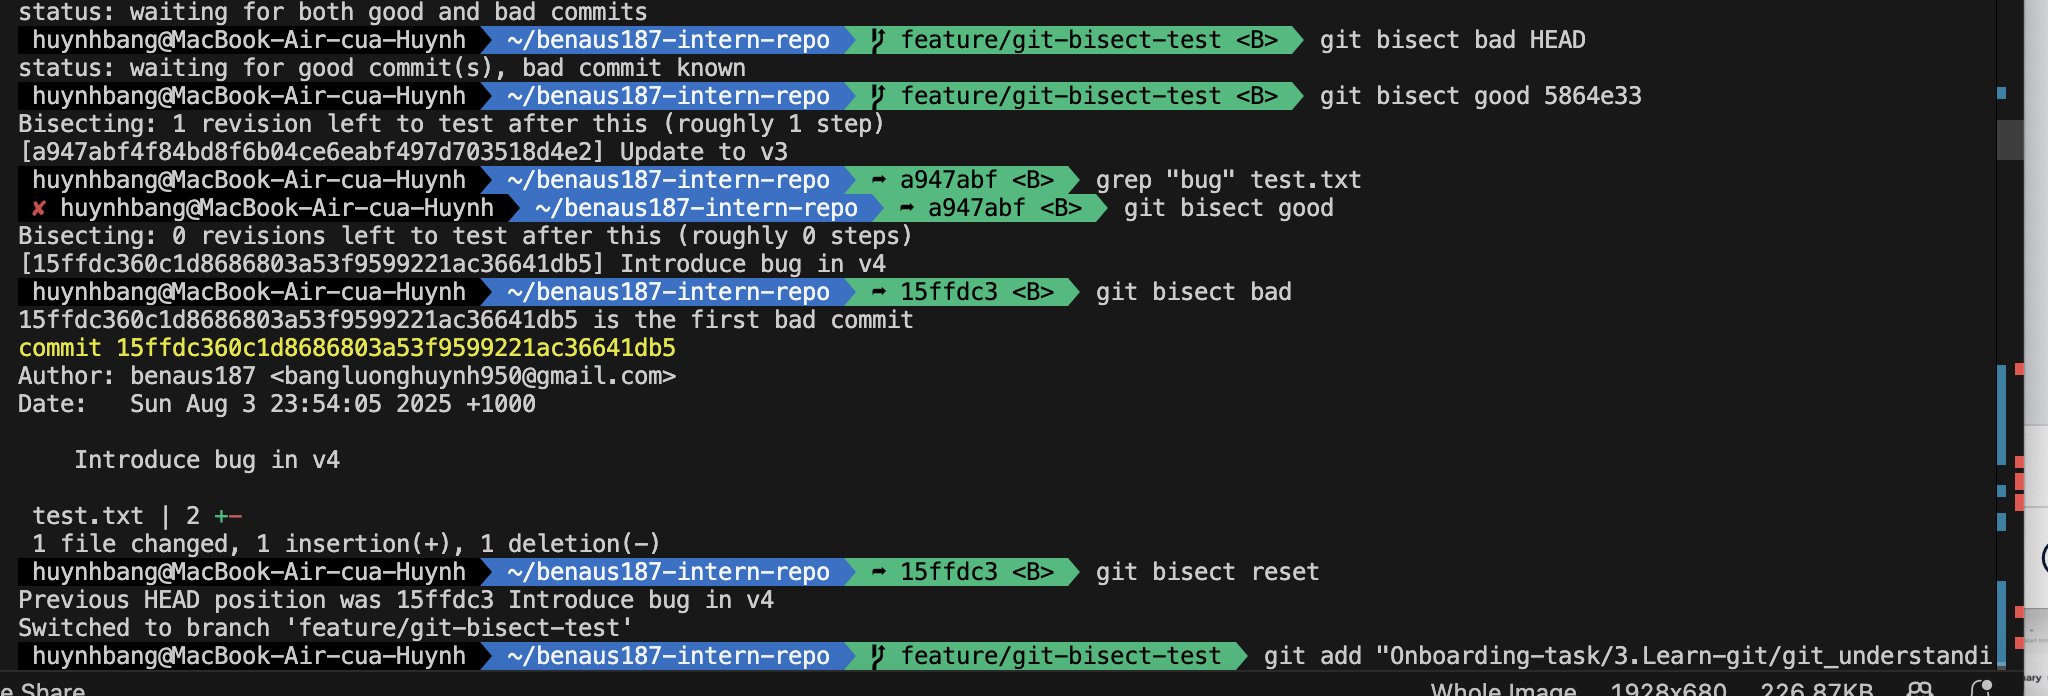 status: waiting for both good and bad commits
huynhbang@MacBook-Air-cua-Huynh ~/benaus187-intern-repo feature/git-bisect-test <B> git bisect bad HEAD
status: waiting for good commit(s), bad commit known
huynhbang@MacBook-Air-cua-Huynh ~/benaus187-intern-repo feature/git-bisect-test <B> git bisect good 5864e33
Bisecting: 1 revision left to test after this (roughly 1 step)
[a947abf4f84bd8f6b04ce6eabf497d703518d4e2] Update to v3
huynhbang@MacBook-Air-cua-Huynh ~/benaus187-intern-repo ➦ a947abf <B> grep "bug" test.txt
✘ huynhbang@MacBook-Air-cua-Huynh ~/benaus187-intern-repo ➦ a947abf <B> git bisect good
Bisecting: 0 revisions left to test after this (roughly 0 steps)
[15ffdc360c1d8686803a53f9599221ac36641db5] Introduce bug in v4
huynhbang@MacBook-Air-cua-Huynh ~/benaus187-intern-repo ➦ 15ffdc3 <B> git bisect bad
15ffdc360c1d8686803a53f9599221ac36641db5 is the first bad commit
commit 15ffdc360c1d8686803a53f9599221ac36641db5
Author: benaus187 <bangluonghuynh950@gmail.com>
Date:   Sun Aug 3 23:54:05 2025 +1000
Introduce bug in v4
test.txt | 2 +-
1 file changed, 1 insertion(+), 1 deletion(-)
huynhbang@MacBook-Air-cua-Huynh ~/benaus187-intern-repo ➦ 15ffdc3 <B> git bisect reset
Previous HEAD position was 15ffdc3 Introduce bug in v4
Switched to branch 'feature/git-bisect-test'
huynhbang@MacBook-Air-cua-Huynh ~/benaus187-intern-repo feature/git-bisect-test git add "Onboarding-task/3.Learn-git/git_understandi
e Share Whole Image 1928x680 226.87KB